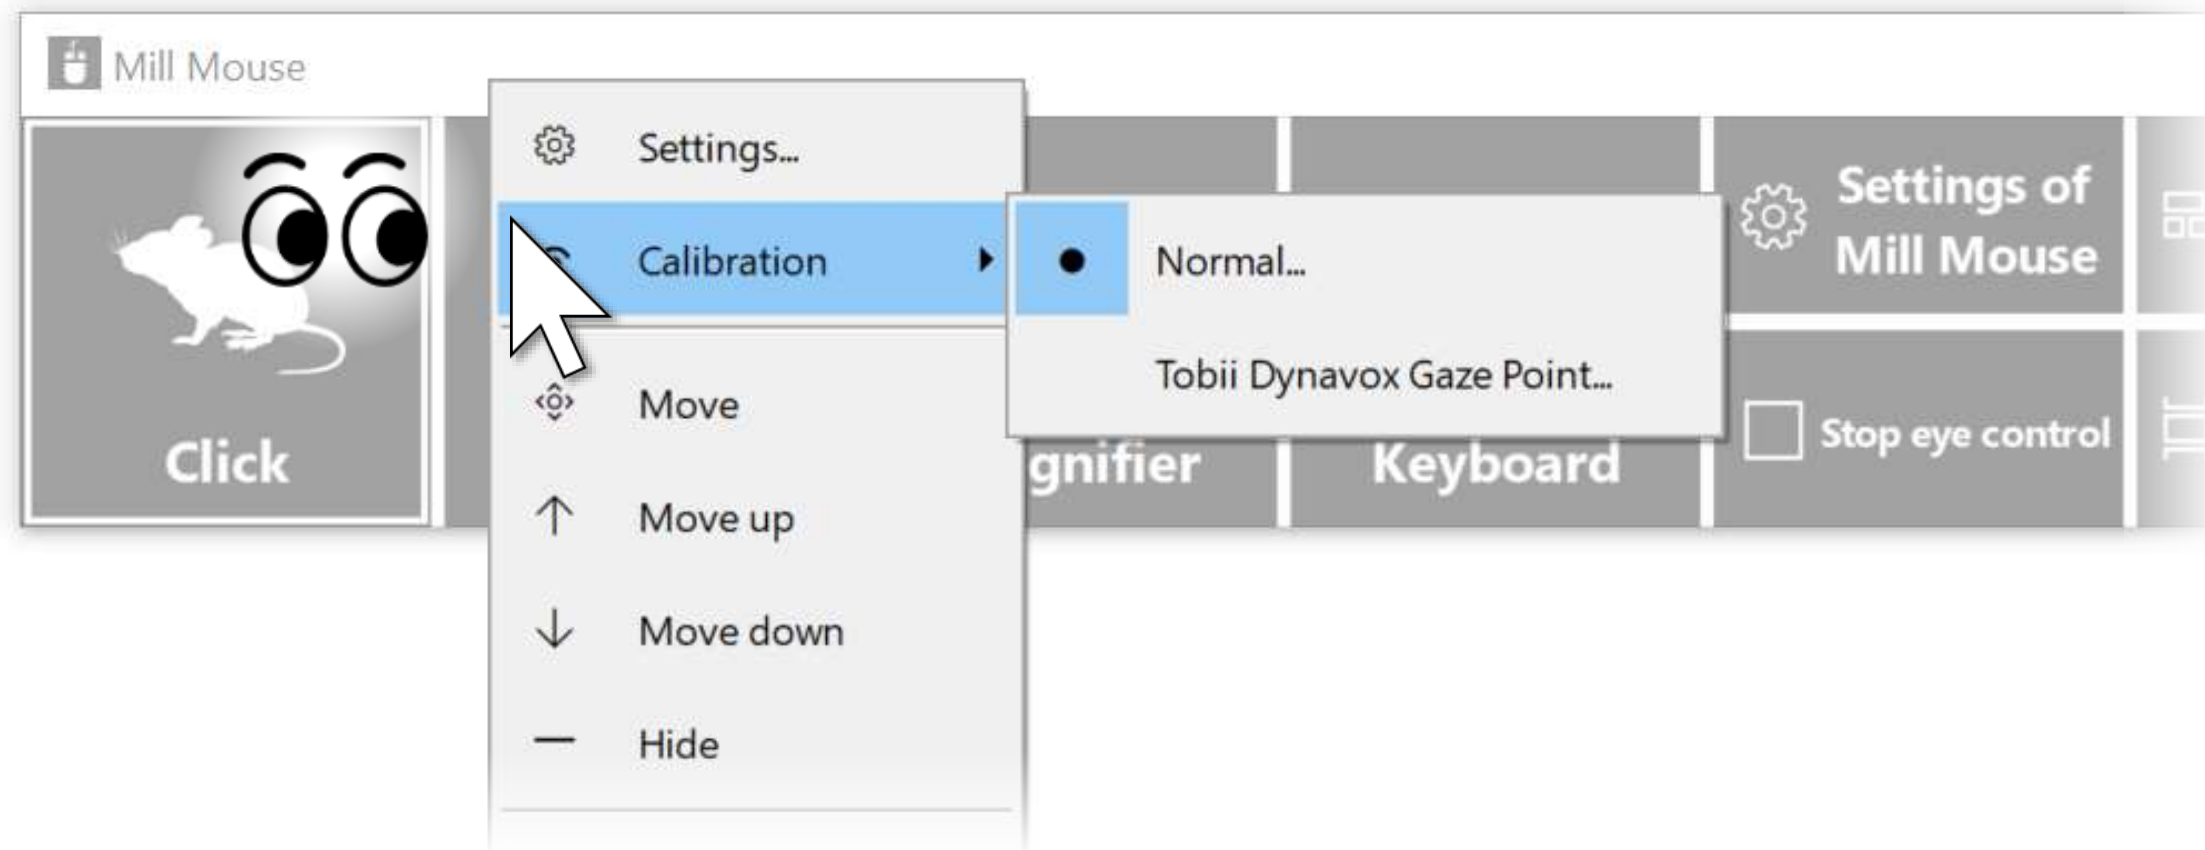 Mill Mouse
Settings...
Calibration
Normal...
Tobii Dynavox Gaze Point...
Move
Move up
Move down
Hide
Click
gnifier
Keyboard
Settings of
Mill Mouse
Stop eye control